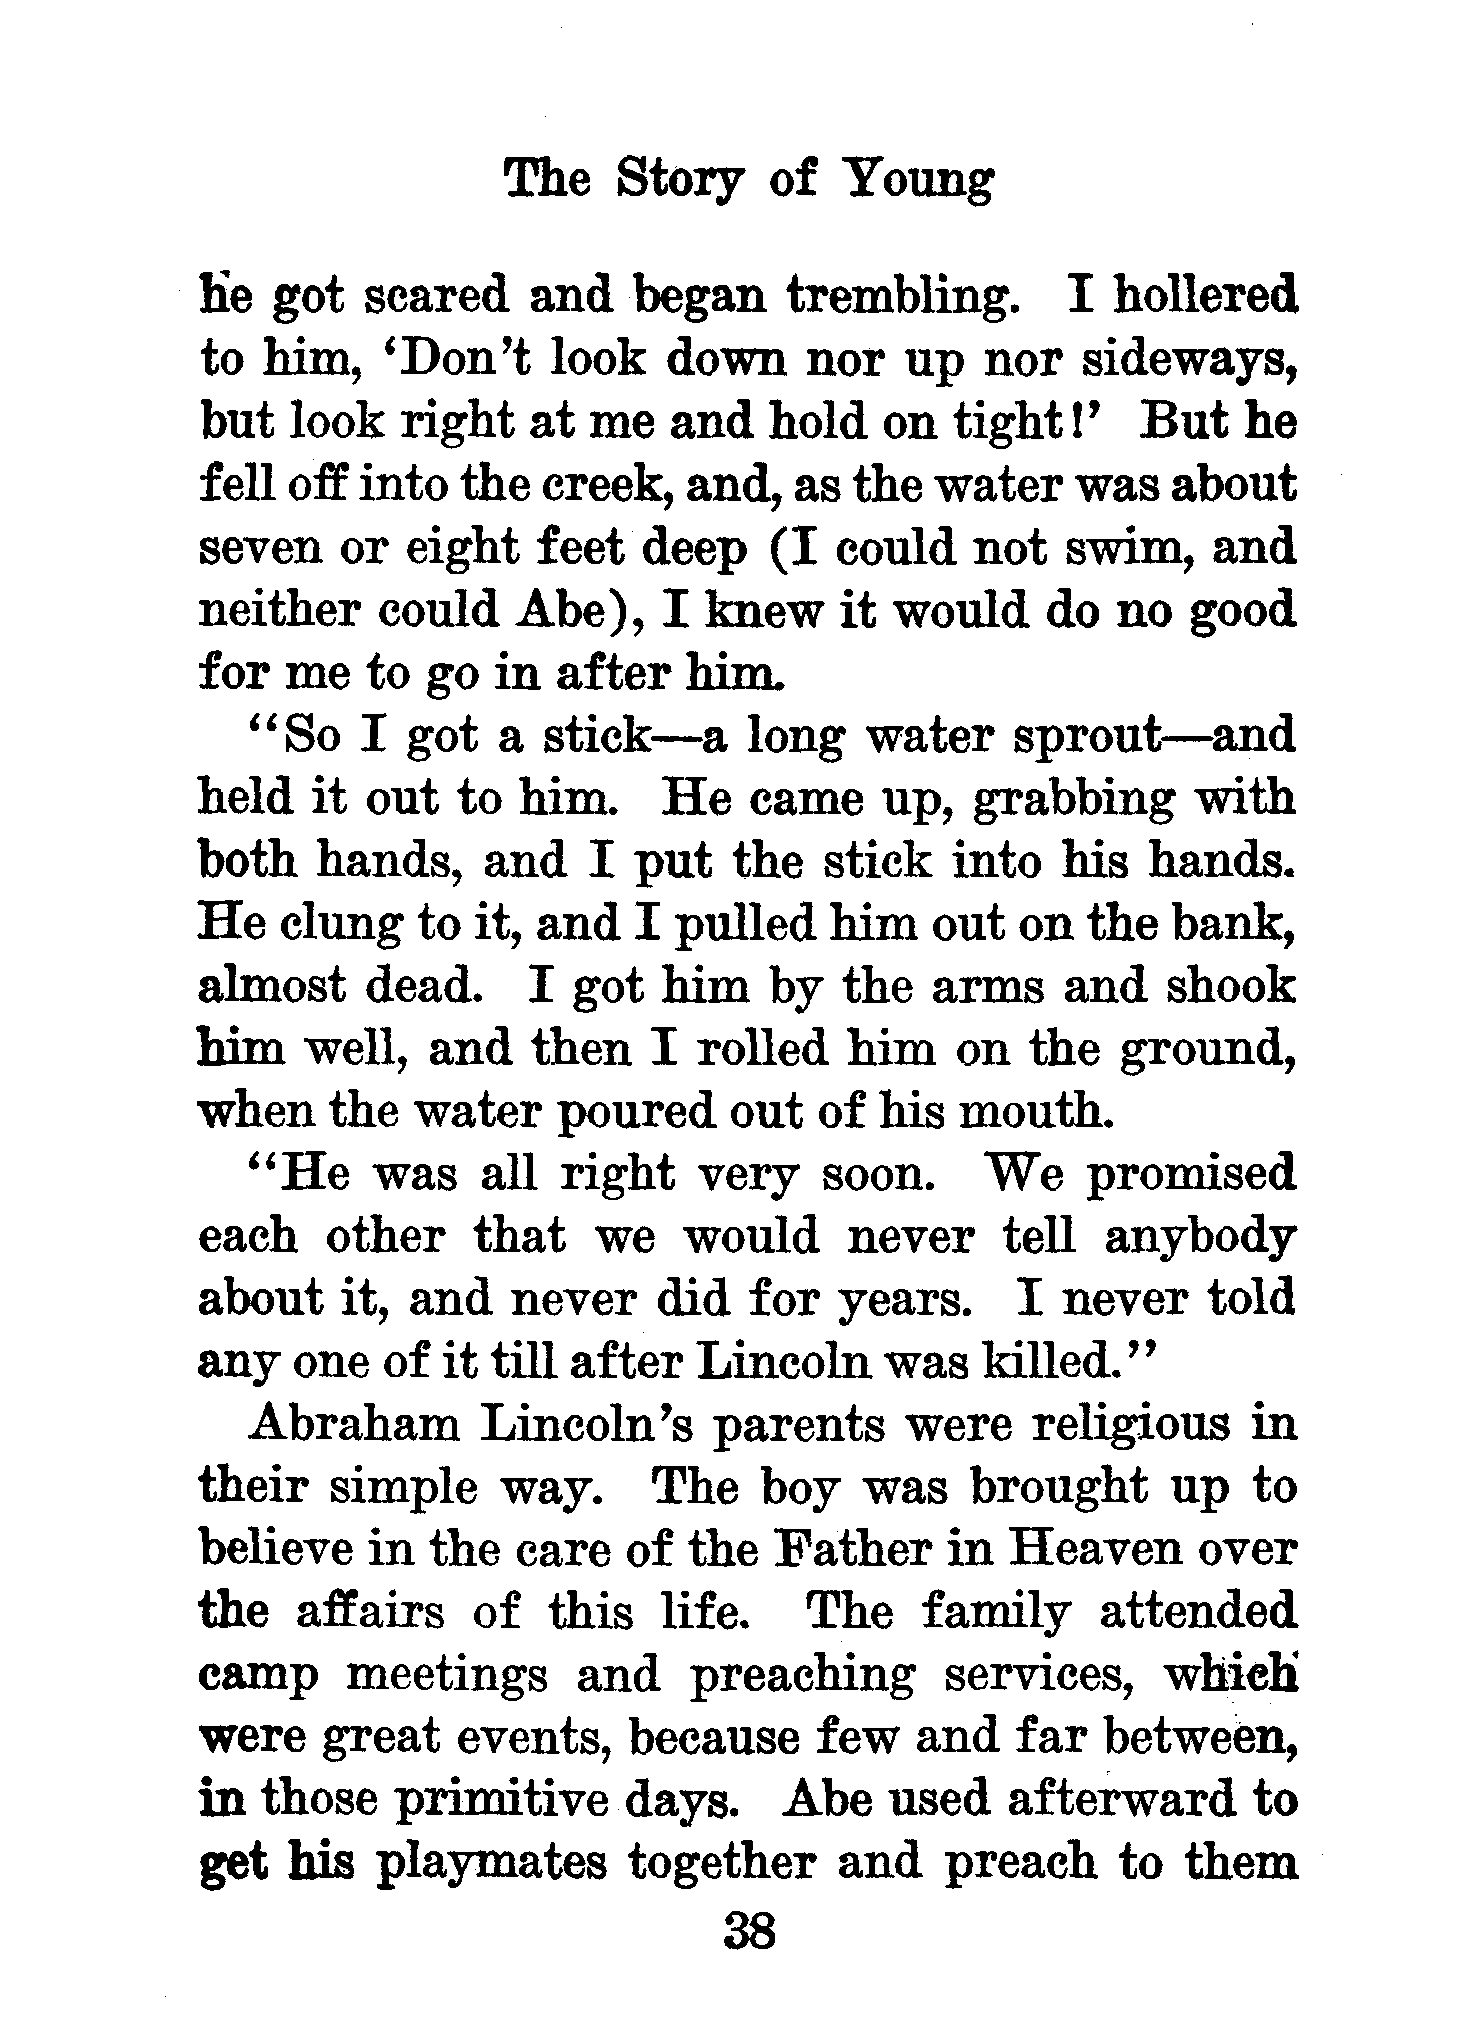 The Story of Young
he got scared and began trembling. I hollered
to him, ‘Don’t look down nor up nor sideways,
but look right at me and hold on tight!’ But he
fell off into the creek, and, as the water was about
seven or eight feet deep (I could not swim, and
neither could Abe), I knew it would do no good
for me to go in after him.
“So I got a stick—a long water sprout—and
held it out to him. He came up, grabbing with
both hands, and I put the stick into his hands.
He clung to it, and I pulled him out on the bank,
almost dead. I got him by the arms and shook
him well, and then I rolled him on the ground,
when the water poured out of his mouth.
“He was all right very soon. We promised
each other that we would never tell anybody
about it, and never did for years. I never told
any one of it till after Lincoln was killed.”
Abraham Lincoln’s parents were religious in
their simple way. The boy was brought up to
believe in the care of the Father in Heaven over
the affairs of this life. The family attended
camp meetings and preaching services, which
were great events, because few and far between,
in those primitive days. Abe used afterward to
get his playmates together and preach to them
38